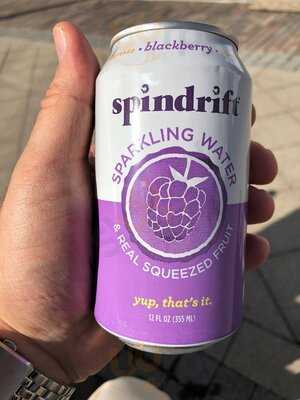 • blackberry •
spindrift
SPARKLING WATER
& REAL SQUEEZED FRUIT
yup, that's it.
12 FL OZ (355 ML)